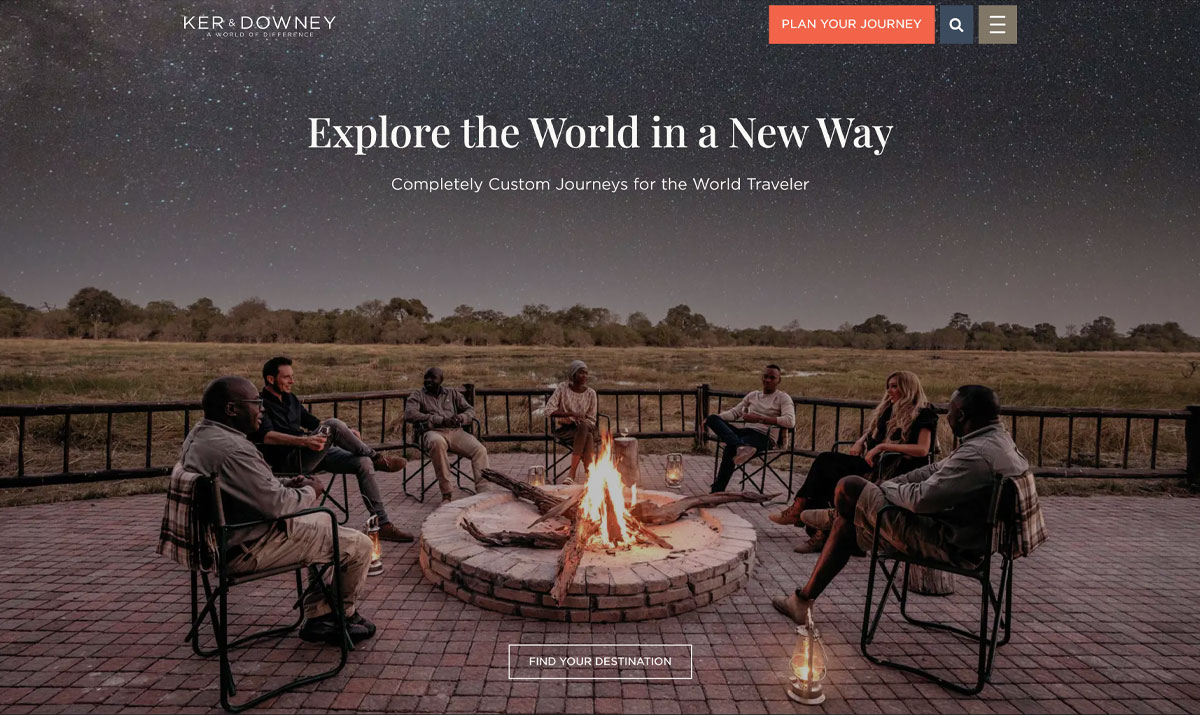 KER & DOWNEY
A WORLD OF DIFFERENCE
PLAN YOUR JOURNEY
Explore the World in a New Way
Completely Custom Journeys for the World Traveler
FIND YOUR DESTINATION